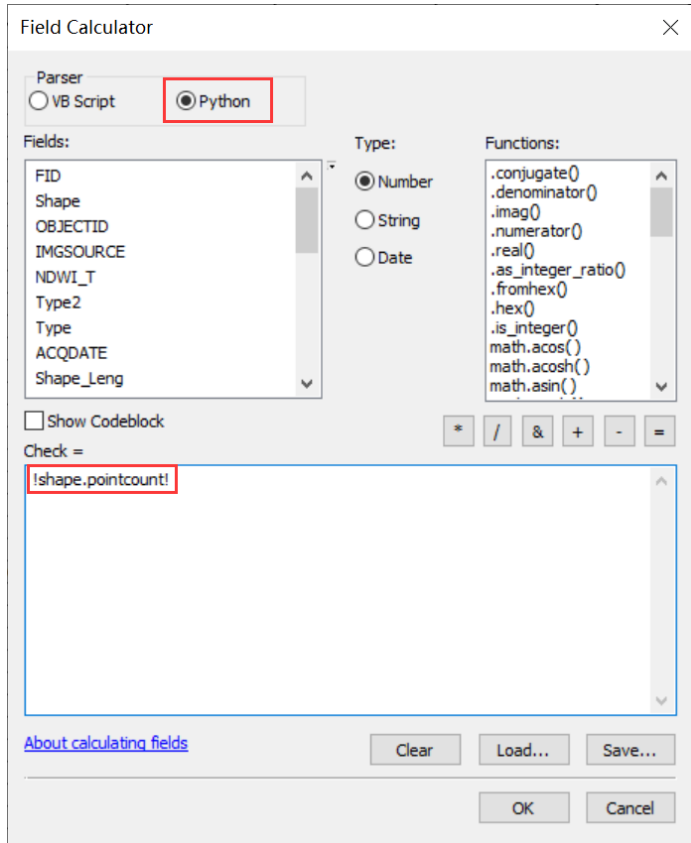 Field Calculator
Parser
VB Script
Python
Fields:
Type:
Functions:
FID
Shape
OBJECTID
IMGSOURCE
NDWI_T
Type2
Type
ACQDATE
Shape_Leng
Number
String
Date
.conjugate()
.denominator()
.imag()
.numerator()
.real()
.as_integer_ratio()
.fromhex()
.hex()
.is_integer()
math.acos( )
math.acosh( )
math.asin( )
Show Codeblock
* / & + - =
Check =
!shape.pointcount!
About calculating fields
Clear
Load...
Save...
OK
Cancel